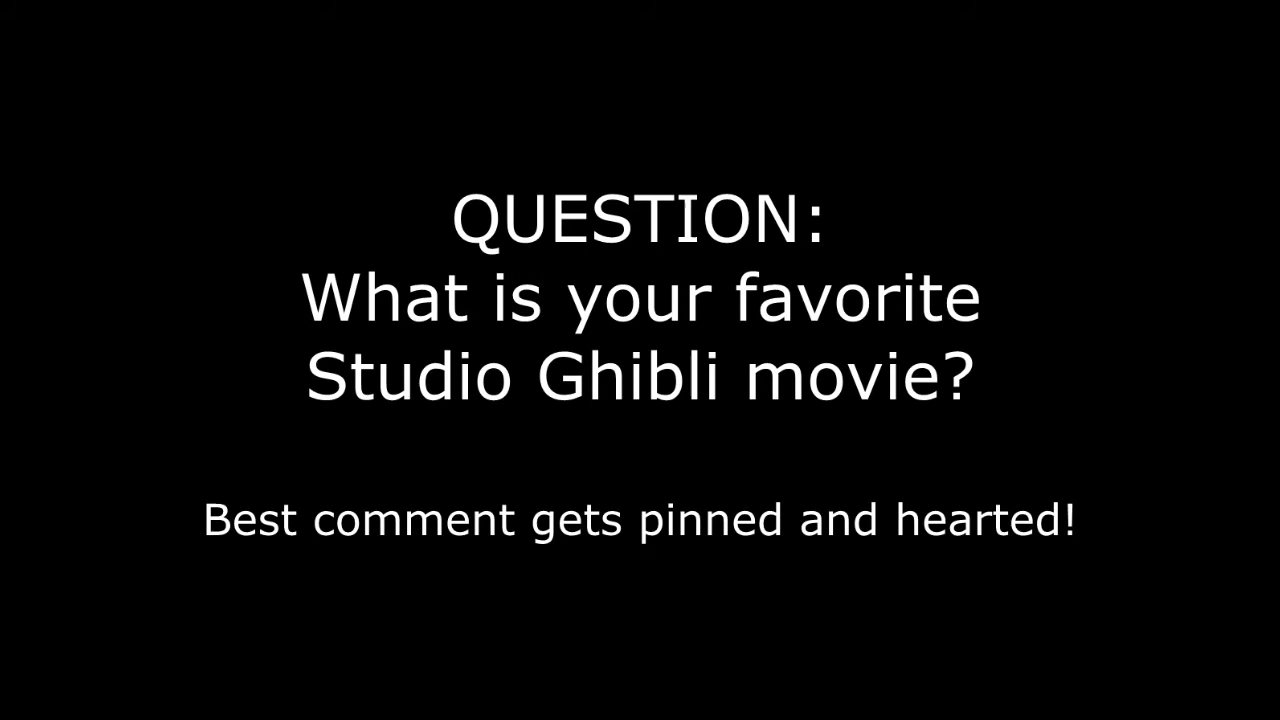 QUESTION:
What is your favorite
Studio Ghibli movie?
Best comment gets pinned and hearted!